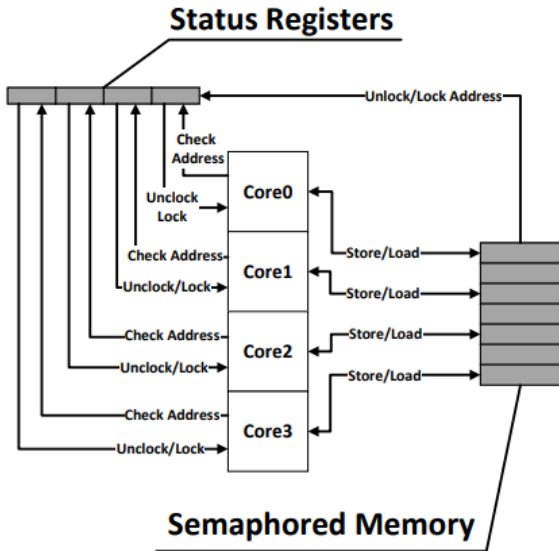 Status Registers
Unlock/Lock Address
Check
Address
Unclock
Lock
Core0
Store/Load
Check Address
Core1
Unclock/Lock
Store/Load
Check Address
Core2
Store/Load
Unclock/Lock
Store/Load
Check Address
Core3
Unclock/Lock
Semaphored Memory